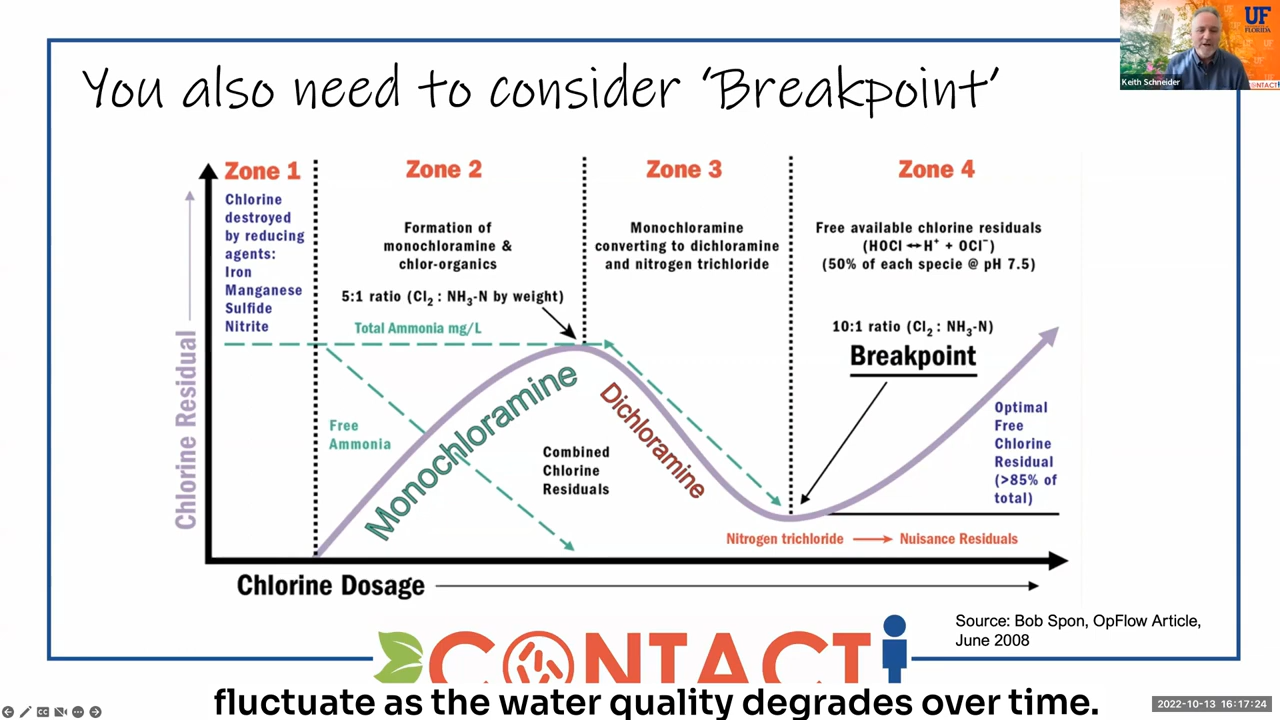 UF
FLORIDA
UF
Keith Schneider
CONTACT!
You also need to consider ‘Breakpoint’
Zone 1
Zone 2
Zone 3
Zone 4
Chlorine
destroyed
by reducing
agents:
Iron
Manganese
Sulfide
Nitrite
Formation of
monochloramine &
chlor-organics
Monochloramine
converting to dichloramine
and nitrogen trichloride
Free available chlorine residuals
(HOCl ↔ H⁺ + OCl⁻)
(50% of each specie @ pH 7.5)
5:1 ratio (Cl₂ : NH₃-N by weight)
Total Ammonia mg/L
10:1 ratio (Cl₂ : NH₃-N)
Breakpoint
Chlorine Residual
Free
Ammonia
Monochloramine
Dichloramine
Combined
Chlorine
Residuals
Optimal
Free
Chlorine
Residual
(>85% of
total)
Nitrogen trichloride → Nuisance Residuals
Chlorine Dosage
Source: Bob Spon, OpFlow Article,
June 2008
CONTACT
fluctuate as the water quality degrades over time.
CC
2022-10-13 16:17:24